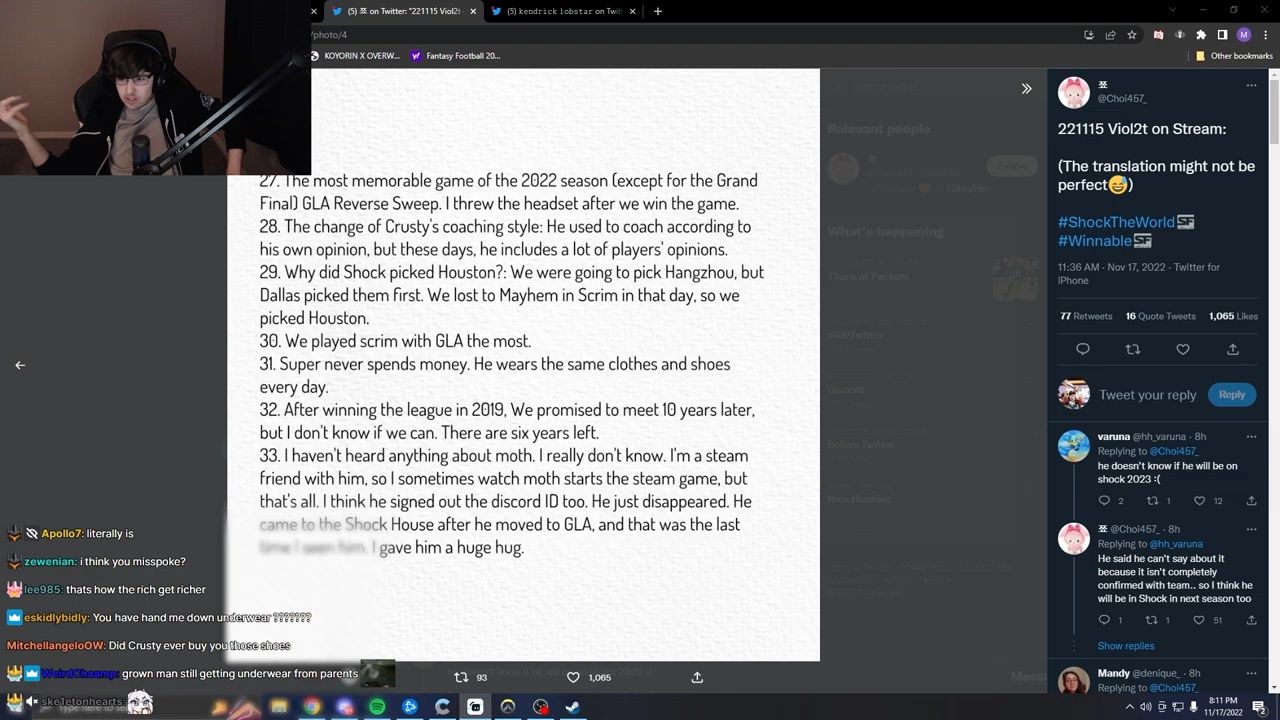 "221115 Viol2t on Stream:
(5) kendrick lobstar on Twit
/photo/4
KOYORIN X OVERW...
Fantasy Football 20...
Other bookmarks
27. The most memorable game of the 2022 season (except for the Grand
Final) GLA Reverse Sweep. I threw the headset after we win the game.
28. The change of Crusty's coaching style: He used to coach according to
his own opinion, but these days, he includes a lot of players' opinions.
29. Why did Shock picked Houston?: We were going to pick Hangzhou, but
Dallas picked them first. We lost to Mayhem in Scrim in that day, so we
picked Houston.
30. We played scrim with GLA the most.
31. Super never spends money. He wears the same clothes and shoes
every day.
32. After winning the league in 2019, We promised to meet 10 years later,
but I don't know if we can. There are six years left.
33. I haven't heard anything about moth. I really don't know. I'm a steam
friend with him, so I sometimes watch moth starts the steam game, but
that's all. I think he signed out the discord ID too. He just disappeared. He
came to the Shock House after he moved to GLA, and that was the last
time I seen him. I gave him a huge hug.
Apollo7: literally is
zewenian: i think you misspoke?
lee985: thats how the rich get richer
eskidlybidly: You have hand me down underwear ???????
MitchellangeloOW: Did Crusty ever buy you those shoes
WeirdChaamp: grown man still getting underwear from parents
skeletonhearts:
93
1,065
Relevant people
Follow
What's happening
#RIPTwitter
@Choi457_
221115 Viol2t on Stream:
(The translation might not be
perfect😅)
#ShockTheWorld
#Winnable
11:36 AM · Nov 17, 2022 · Twitter for
iPhone
77 Retweets 16 Quote Tweets 1,065 Likes
Tweet your reply
Reply
varuna @hh_varuna · 8h
Replying to @Choi457_
he doesn't know if he will be on
shock 2023 :(
2 1 12
@Choi457_ · 8h
Replying to @hh_varuna
He said he can't say about it
because it isn't completely
confirmed with team.. so I think he
will be in Shock in next season too
1 1 51
Show replies
Mandy @denique_ · 8h
Replying to @Choi457_
8:11 PM
11/17/2022